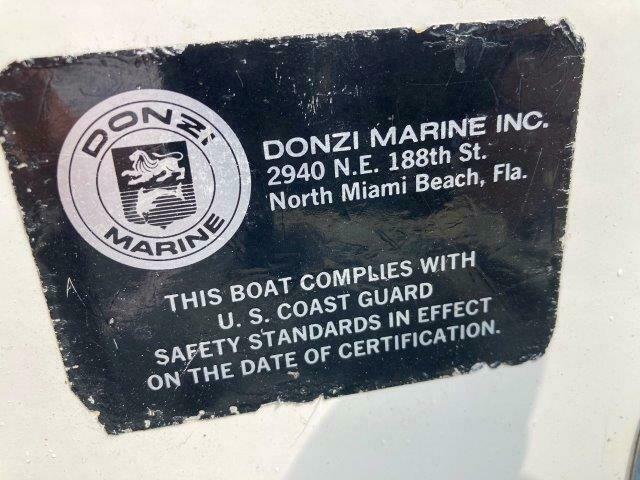 DONZI
MARINE
DONZI MARINE INC.
2940 N.E. 188th St.
North Miami Beach, Fla.
THIS BOAT COMPLIES WITH
U. S. COAST GUARD
SAFETY STANDARDS IN EFFECT
ON THE DATE OF CERTIFICATION.